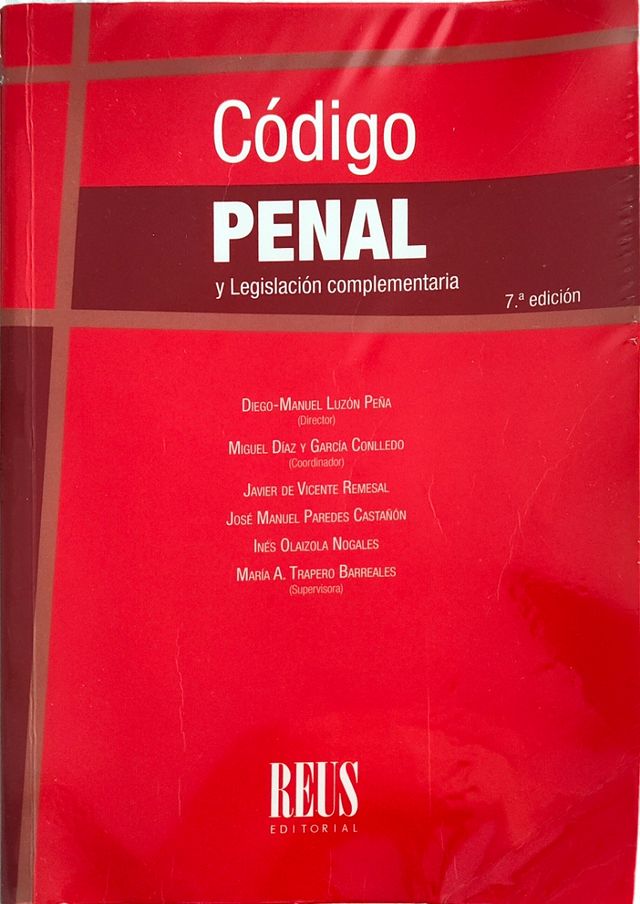 Código
PENAL
y Legislación complementaria
7.ª edición
DIEGO-MANUEL LUZÓN PEÑA
(Director)
MIGUEL DÍAZ Y GARCÍA CONLLEDO
(Coordinador)
JAVIER DE VICENTE REMESAL
JOSÉ MANUEL PAREDES CASTAÑÓN
INÉS OLAIZOLA NOGALES
MARÍA A. TRAPERO BARREALES
(Supervisora)
REUS
EDITORIAL